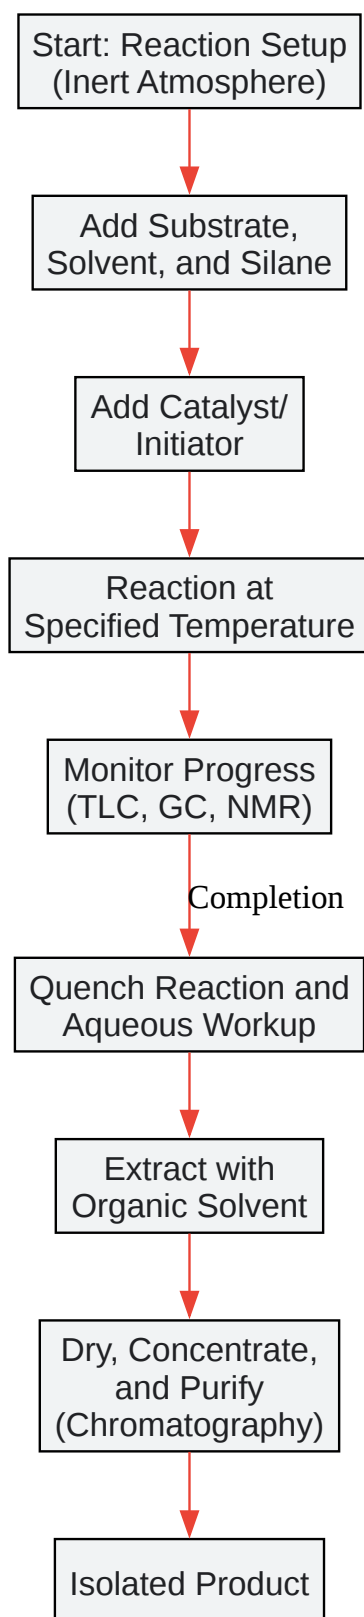 Start: Reaction Setup
(Inert Atmosphere)
Add Substrate,
Solvent, and Silane
Add Catalyst/
Initiator
Reaction at
Specified Temperature
Monitor Progress
(TLC, GC, NMR)
Completion
Quench Reaction and
Aqueous Workup
Extract with
Organic Solvent
Dry, Concentrate,
and Purify
(Chromatography)
Isolated Product